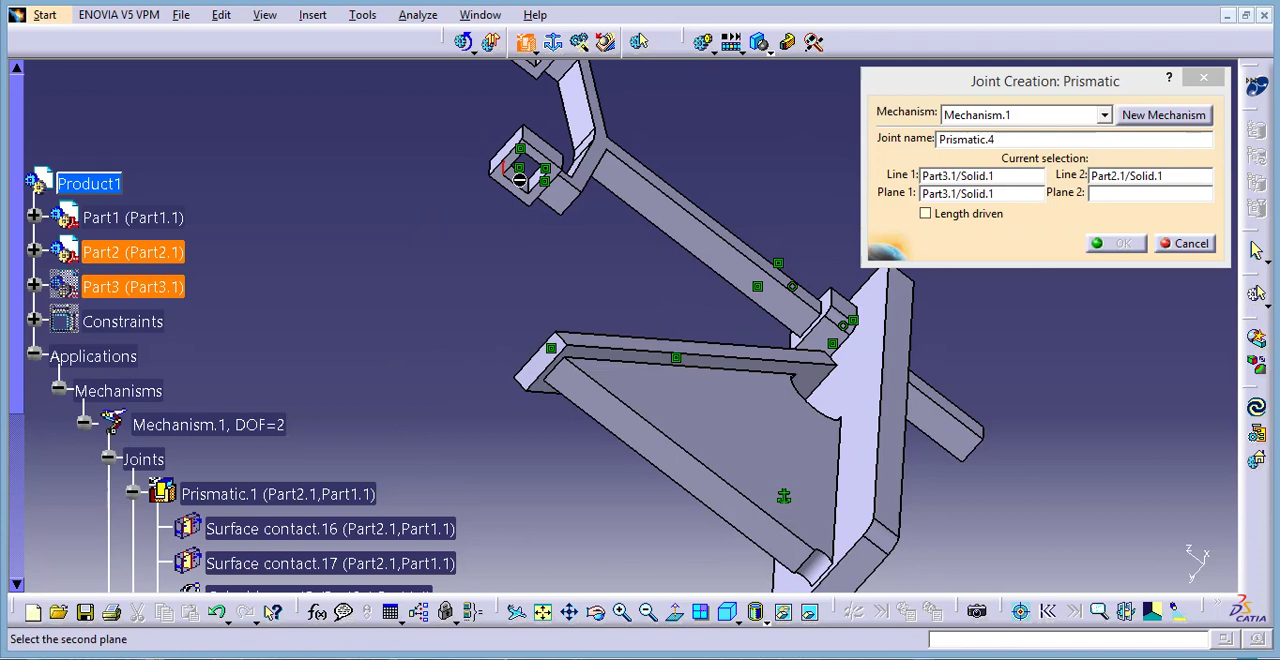 Start ENOVIA V5 VPM File Edit View Insert Tools Analyze Window Help
Joint Creation: Prismatic ?
Mechanism: Mechanism.1 New Mechanism
Joint name: Prismatic.4
Current selection:
Line 1: Part3.1/Solid.1 Line 2: Part2.1/Solid.1
Plane 1: Part3.1/Solid.1 Plane 2:
Length driven
OK Cancel
Product1
Part1 (Part1.1)
Part2 (Part2.1)
Part3 (Part3.1)
Constraints
Applications
Mechanisms
Mechanism.1, DOF=2
Joints
Prismatic.1 (Part2.1,Part1.1)
Surface contact.16 (Part2.1,Part1.1)
Surface contact.17 (Part2.1,Part1.1)
z x
y
f(x)
CATIA
Select the second plane